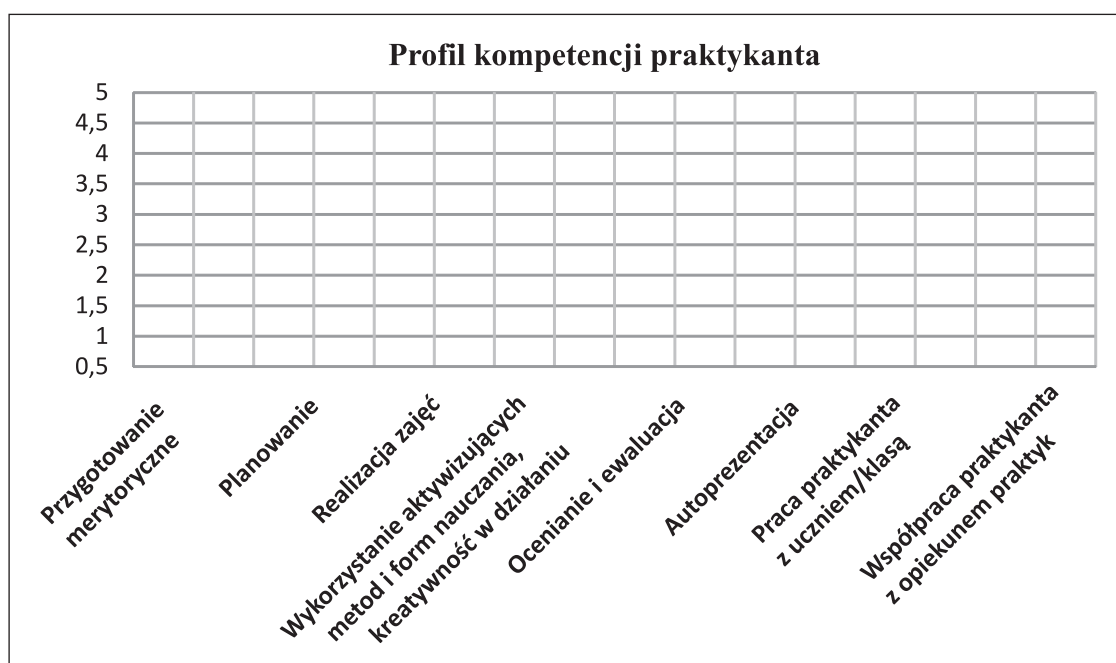 Profil kompetencji praktykanta
5
4,5
4
3,5
3
2,5
2
1,5
1
0,5
Przygotowanie
merytoryczne
Planowanie
Realizacja zajęć
Wykorzystanie aktywizujących
metod i form nauczania,
kreatywność w działaniu
Ocenianie i ewaluacja
Autoprezentacja
Praca praktykanta
z uczniem/klasą
Współpraca praktykanta
z opiekunem praktyk